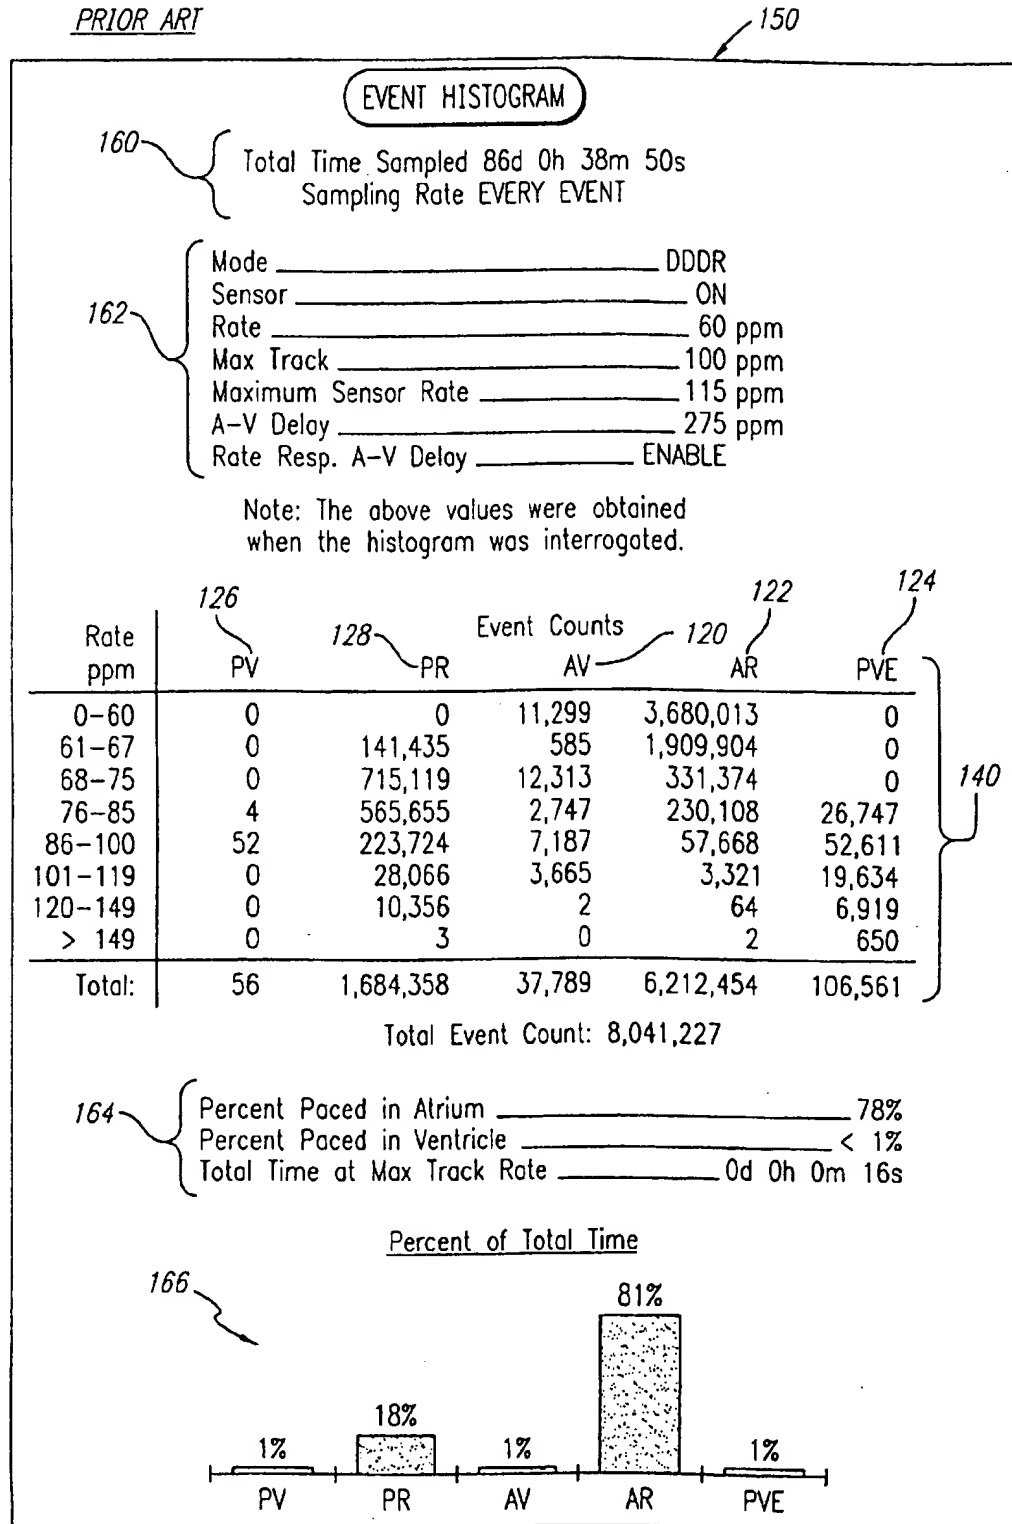 PRIOR ART
150
EVENT HISTOGRAM
160
Total Time Sampled 86d 0h 38m 50s
Sampling Rate EVERY EVENT
162
Mode DDDR
Sensor ON
Rate 60 ppm
Max Track 100 ppm
Maximum Sensor Rate 115 ppm
A-V Delay 275 ppm
Rate Resp. A-V Delay ENABLE
Note: The above values were obtained
when the histogram was interrogated.
126 128 120 122 124
Event Counts
Rate ppm PV PR AV AR PVE
0-60 0 0 11,299 3,680,013 0
61-67 0 141,435 585 1,909,904 0
68-75 0 715,119 12,313 331,374 0
76-85 4 565,655 2,747 230,108 26,747
86-100 52 223,724 7,187 57,668 52,611
101-119 0 28,066 3,665 3,321 19,634
120-149 0 10,356 2 64 6,919
> 149 0 3 0 2 650
Total: 56 1,684,358 37,789 6,212,454 106,561
140
Total Event Count: 8,041,227
164
Percent Paced in Atrium 78%
Percent Paced in Ventricle < 1%
Total Time at Max Track Rate 0d 0h 0m 16s
Percent of Total Time
166
1% 18% 1% 81% 1%
PV PR AV AR PVE